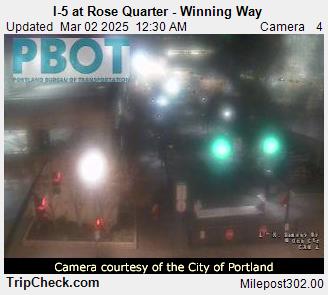 I-5 at Rose Quarter - Winning Way
Updated Mar 02 2025 12:30 AM Camera 4
PBOT
PORTLAND BUREAU OF TRANSPORTATION
Camera courtesy of the City of Portland
TripCheck.com Milepost302.00